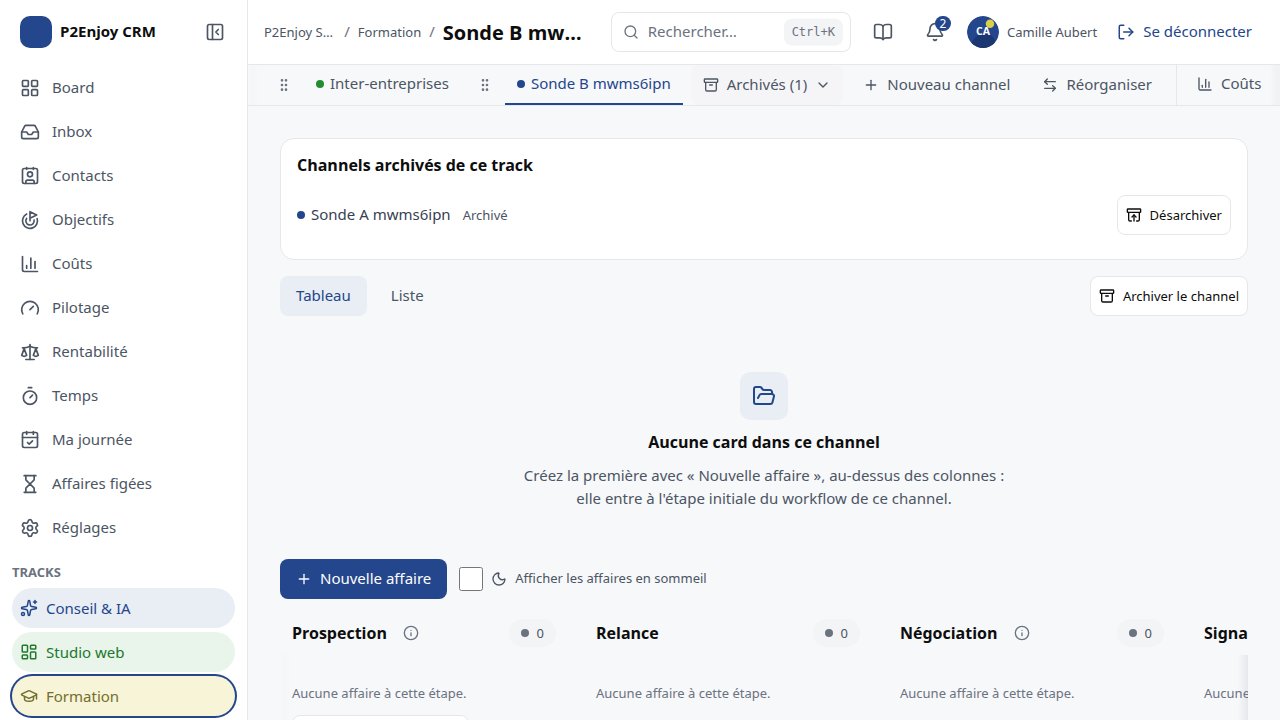 P2Enjoy CRM
P2Enjoy S... / Formation / Sonde B mw...
Rechercher... Ctrl+K
2
CA Camille Aubert
Se déconnecter
Board
Inbox
Contacts
Objectifs
Coûts
Pilotage
Rentabilité
Temps
Ma journée
Affaires figées
Réglages
TRACKS
Conseil & IA
Studio web
Formation
Inter-entreprises
Sonde B mwms6ipn
Archivés (1)
Nouveau channel
Réorganiser
Coûts
Channels archivés de ce track
Sonde A mwms6ipn Archivé
Désarchiver
Tableau Liste
Archiver le channel
Aucune card dans ce channel
Créez la première avec « Nouvelle affaire », au-dessus des colonnes :
elle entre à l'étape initiale du workflow de ce channel.
Nouvelle affaire
Afficher les affaires en sommeil
Prospection 0
Relance 0
Négociation 0
Signa
Aucune affaire à cette étape.
Aucune affaire à cette étape.
Aucune affaire à cette étape.
Aucune